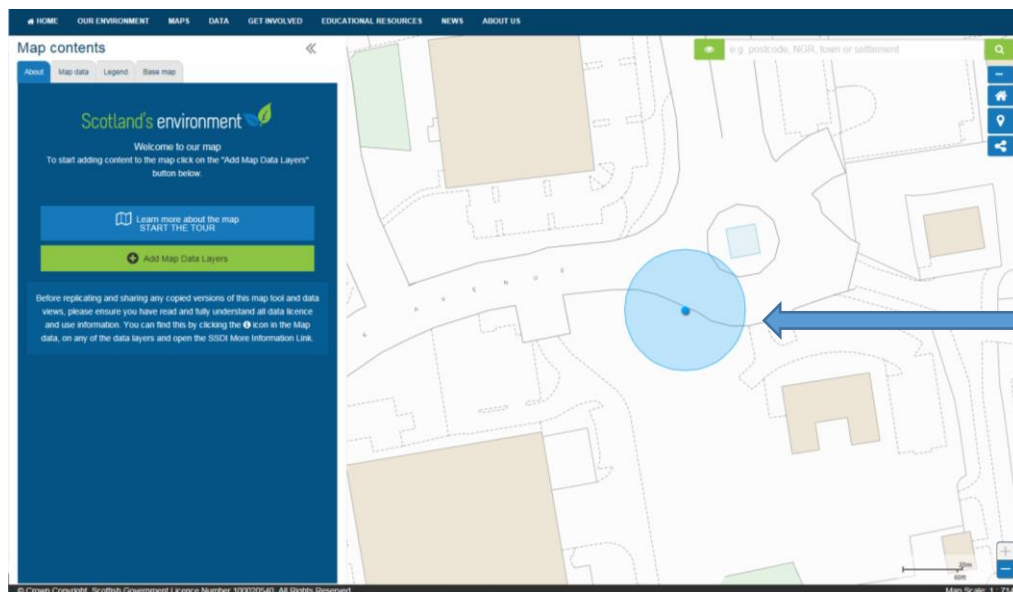 HOME OUR ENVIRONMENT MAPS DATA GET INVOLVED EDUCATIONAL RESOURCES NEWS ABOUT US
Map contents
About Map data Legend Base map
Scotland's environment
Welcome to our map
To start adding content to the map click on the "Add Map Data Layers"
button below.
Learn more about the map
START THE TOUR
Add Map Data Layers
Before replicating and sharing any copied versions of this map tool and data
views, please ensure you have read and fully understand all data licence
and use information. You can find this by clicking the icon in the Map
data, on any of the data layers and open the SSDI More Information Link.
e.g. postcode, NGR, town or settlement
AVENUE
20m
60ft
© Crown Copyright. Scottish Government Licence Number 100020540. All Rights Reserved.
Map Scale: 1 : 714